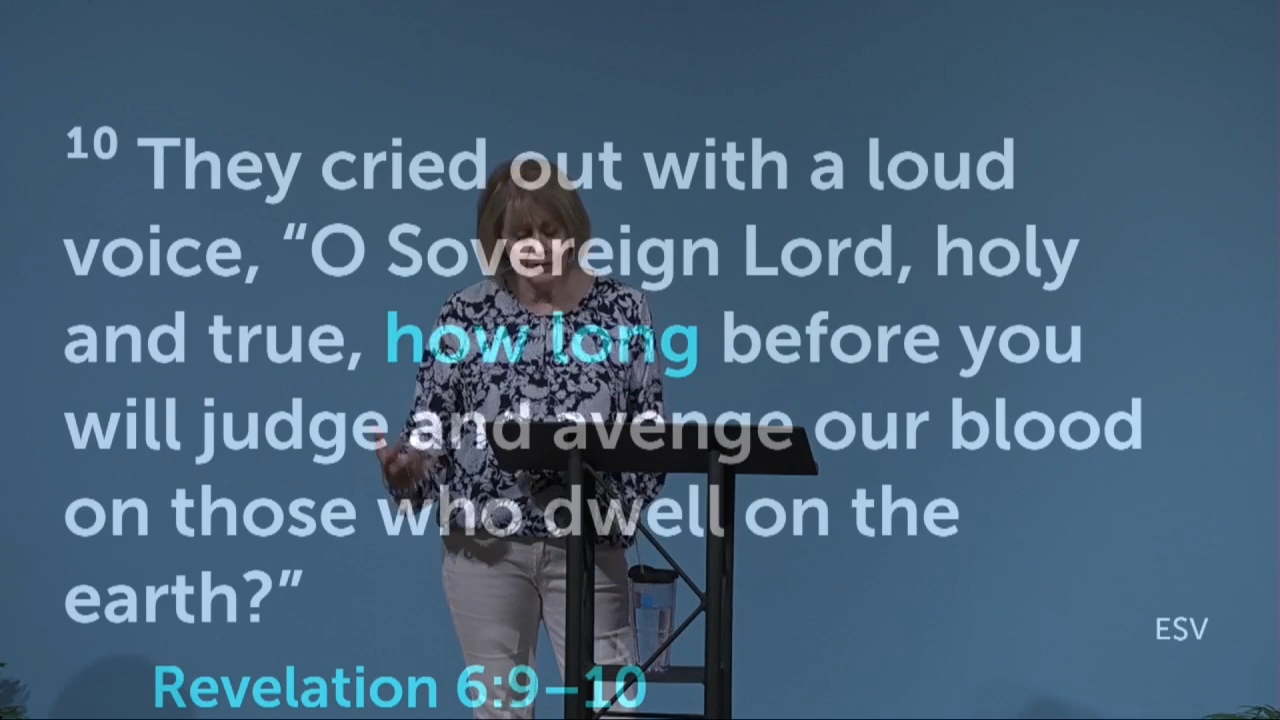 10 They cried out with a loud
voice, “O Sovereign Lord, holy
and true, how long before you
will judge and avenge our blood
on those who dwell on the
earth?”
ESV
Revelation 6:9–10